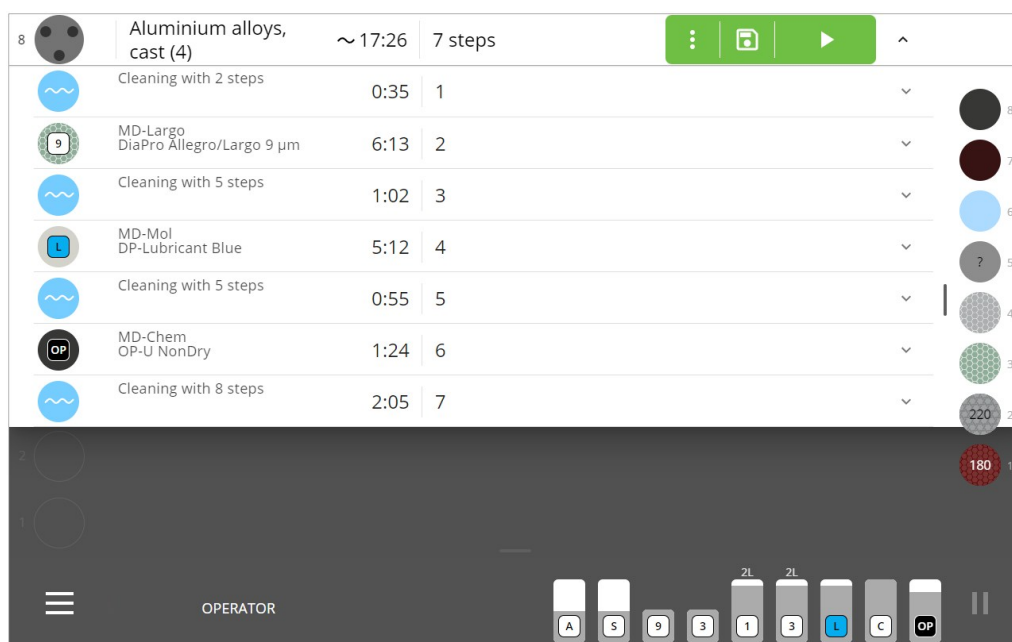 8
Aluminium alloys,
cast (4)
~ 17:26
7 steps
Cleaning with 2 steps
0:35
1
9
MD-Largo
DiaPro Allegro/Largo 9 µm
6:13
2
Cleaning with 5 steps
1:02
3
L
MD-Mol
DP-Lubricant Blue
5:12
4
Cleaning with 5 steps
0:55
5
OP
MD-Chem
OP-U NonDry
1:24
6
Cleaning with 8 steps
2:05
7
8
7
6
? 5
4
3
220 2
180 1
2
1
OPERATOR
2L 2L
A S 9 3 1 3 L C OP